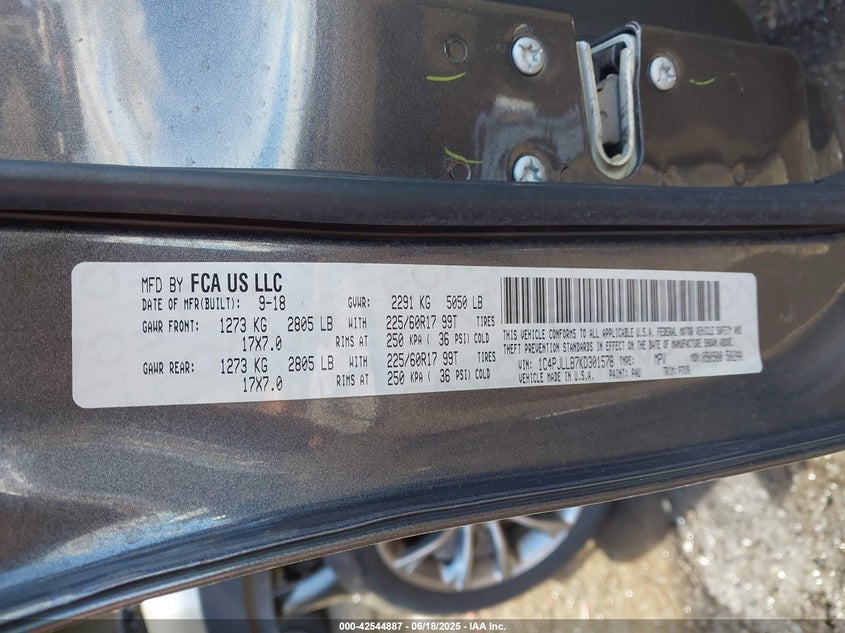 MFD BY FCA US LLC
DATE OF MFR(BUILT): 9-18 GVWR: 2291 KG 5050 LB
GAWR FRONT: 1273 KG 2805 LB WITH 225/60R17 99T TIRES
17X7.0 RIMS AT 250 KPA ( 36 PSI) COLD
GAWR REAR: 1273 KG 2805 LB WITH 225/60R17 99T TIRES
17X7.0 RIMS AT 250 KPA ( 36 PSI) COLD
THIS VEHICLE CONFORMS TO ALL APPLICABLE U.S.A. FEDERAL MOTOR VEHICLE SAFETY AND
THEFT PREVENTION STANDARDS IN EFFECT ON THE DATE OF MANUFACTURE SHOWN ABOVE.
VIN: 1C4PJLLB7KD301578 TYPE: MPV MDH:
VEHICLE MADE IN U.S.A. PAINT: PAU TRIM:
000-42544887 - 06/18/2025 - IAA Inc.